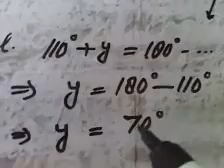 110° + y = 180° - ...
⇒ y = 180° - 110°
⇒ y = 70°